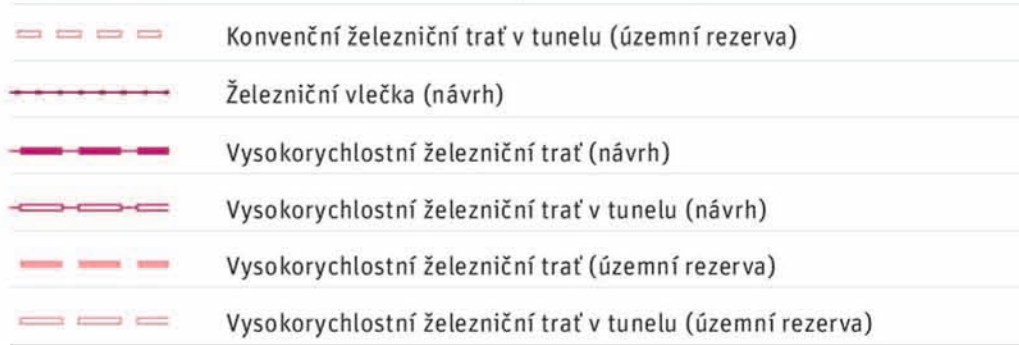 Konvenční železniční trať v tunelu (územní rezerva)
Železniční vlečka (návrh)
Vysokorychlostní železniční trať (návrh)
Vysokorychlostní železniční trať v tunelu (návrh)
Vysokorychlostní železniční trať (územní rezerva)
Vysokorychlostní železniční trať v tunelu (územní rezerva)